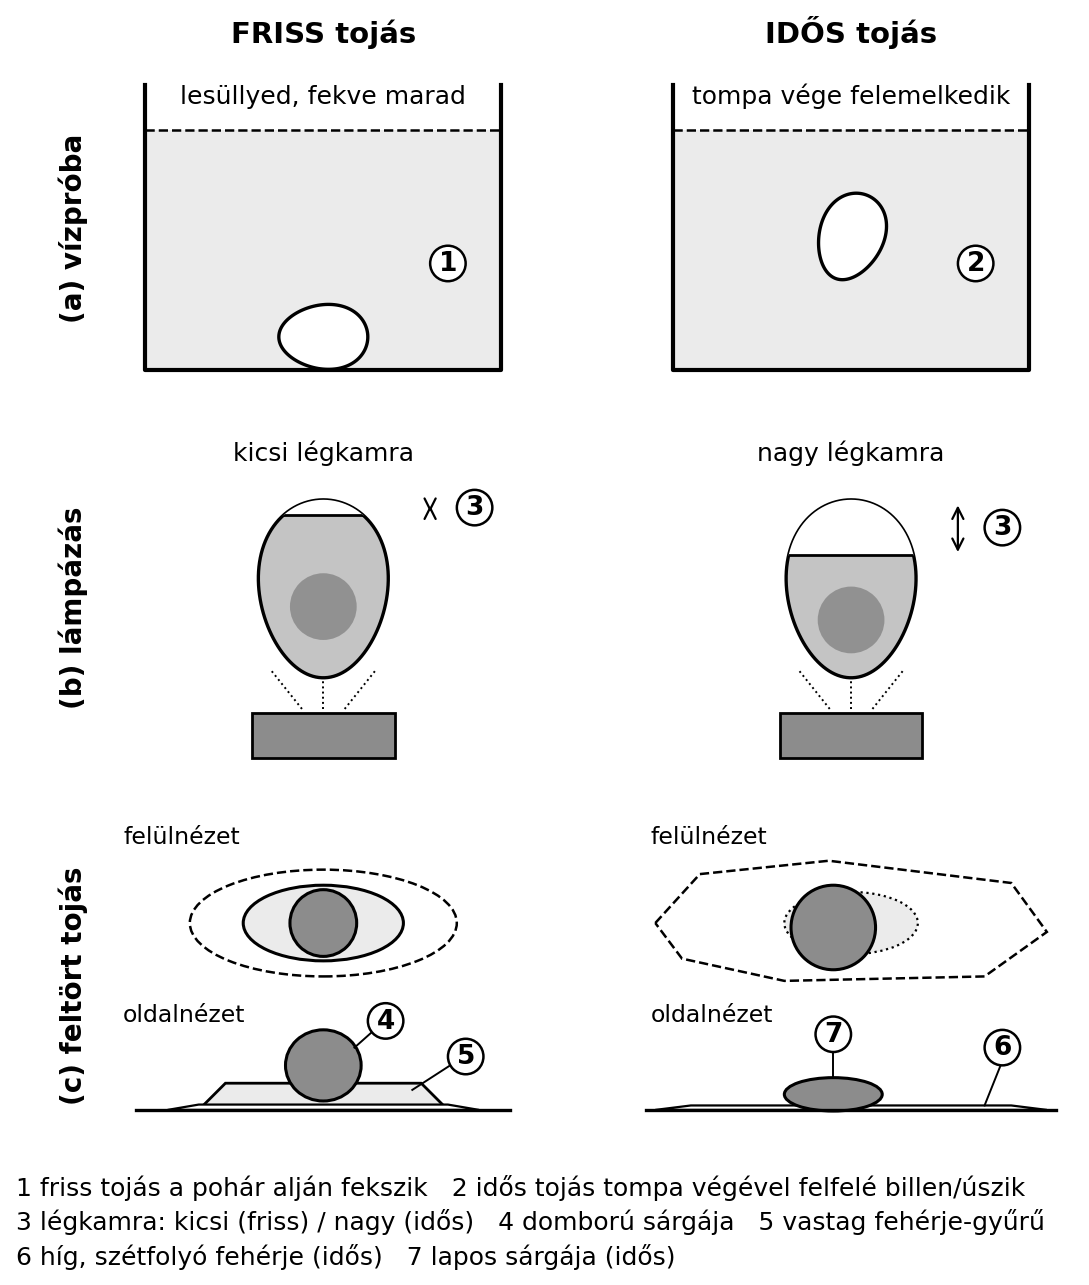 FRISS tojás
IDŐS tojás
(a) vízpróba
lesüllyed, fekve marad
tompa vége felemelkedik
1
2
(b) lámpázás
kicsi légkamra
nagy légkamra
3
3
(c) feltört tojás
felülnézet
felülnézet
oldalnézet
oldalnézet
4
5
7
6
1 friss tojás a pohár alján fekszik   2 idős tojás tompa végével felfelé billen/úszik
3 légkamra: kicsi (friss) / nagy (idős)   4 domború sárgája   5 vastag fehérje-gyűrű
6 híg, szétfolyó fehérje (idős)   7 lapos sárgája (idős)